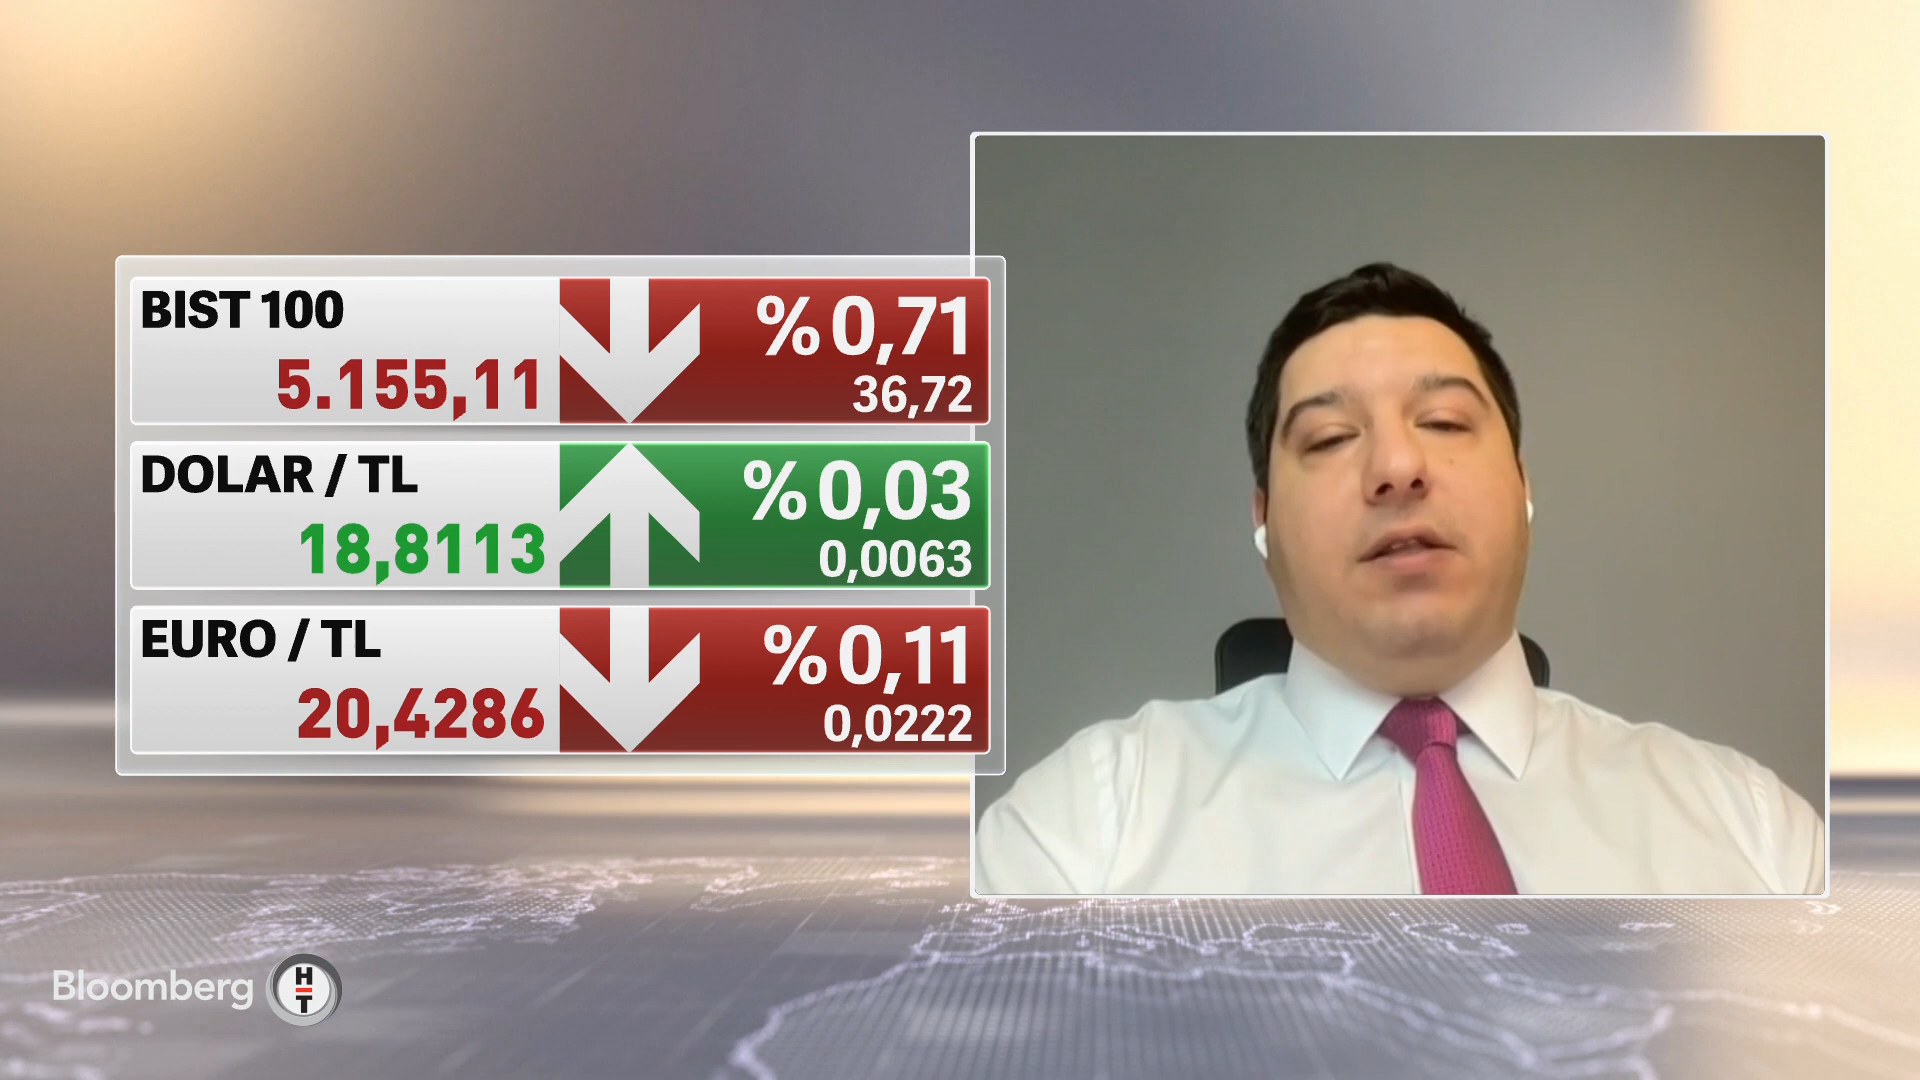 BIST 100
5.155,11
%0,71
36,72
DOLAR / TL
18,8113
%0,03
0,0063
EURO / TL
20,4286
%0,11
0,0222
Bloomberg HT